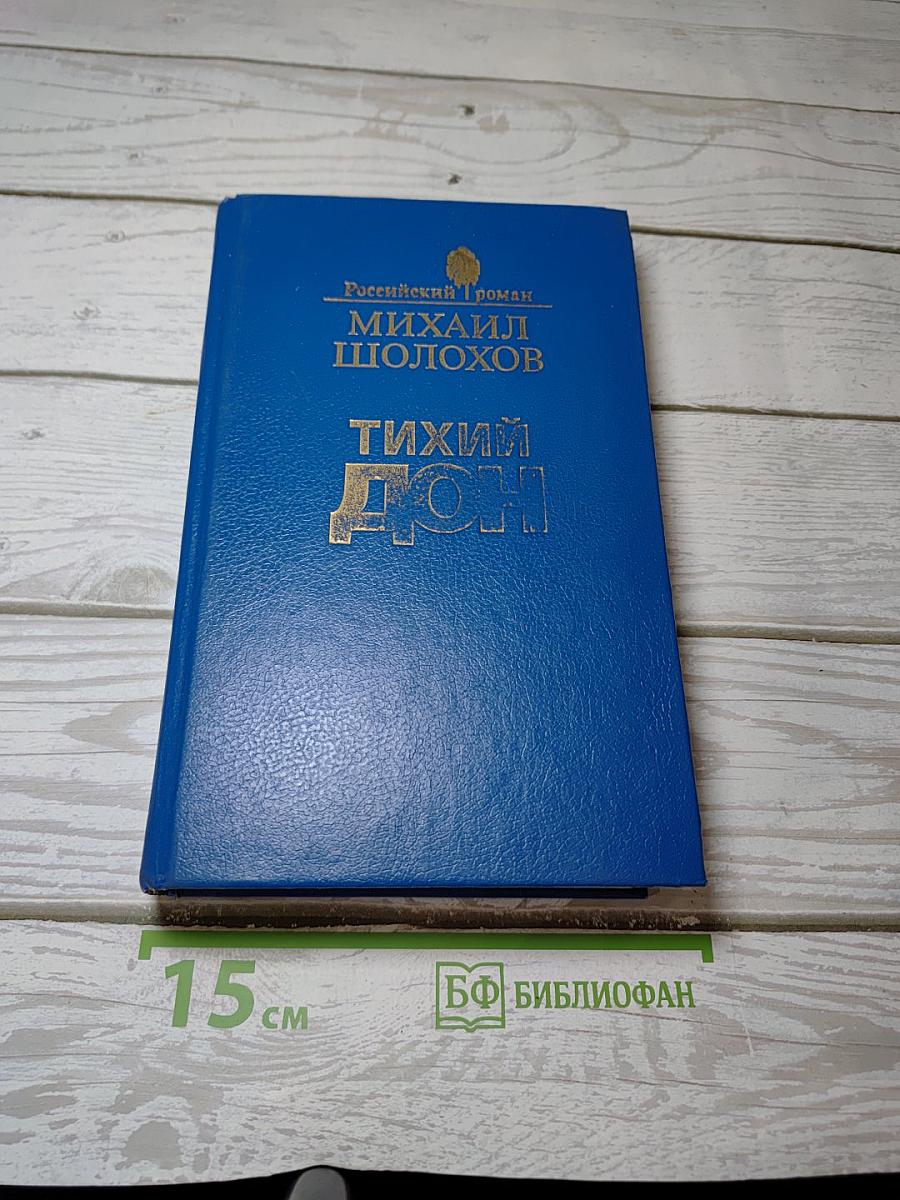 Российский роман
МИХАИЛ
ШОЛОХОВ
ТИХИЙ
ДОН
15 см
БФ БИБЛИОФАН